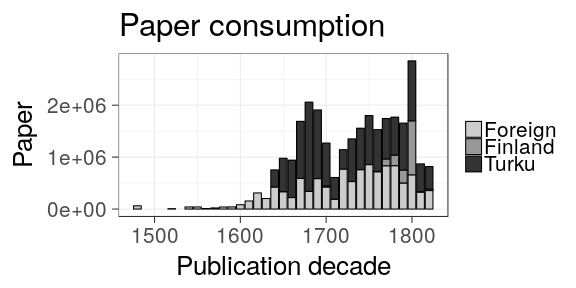 Paper consumption
Paper
2e+06
1e+06
0e+00
1500 1600 1700 1800
Publication decade
Foreign
Finland
Turku